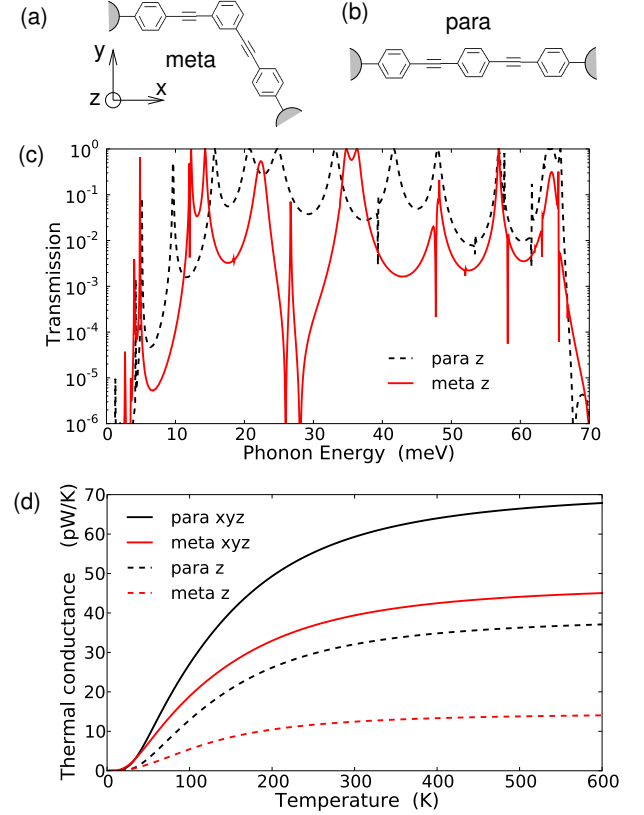 (a)
meta
y
z
x
(b)
para
(c)
Transmission
10^0
10^-1
10^-2
10^-3
10^-4
10^-5
10^-6
para z
meta z
0 10 20 30 40 50 60 70
Phonon Energy (meV)
(d)
Thermal conductance (pW/K)
70
60
50
40
30
20
10
0
para xyz
meta xyz
para z
meta z
0 100 200 300 400 500 600
Temperature (K)